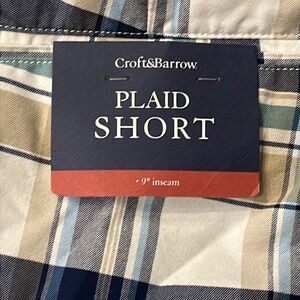 Croft&Barrow
PLAID
SHORT
• 9" inseam